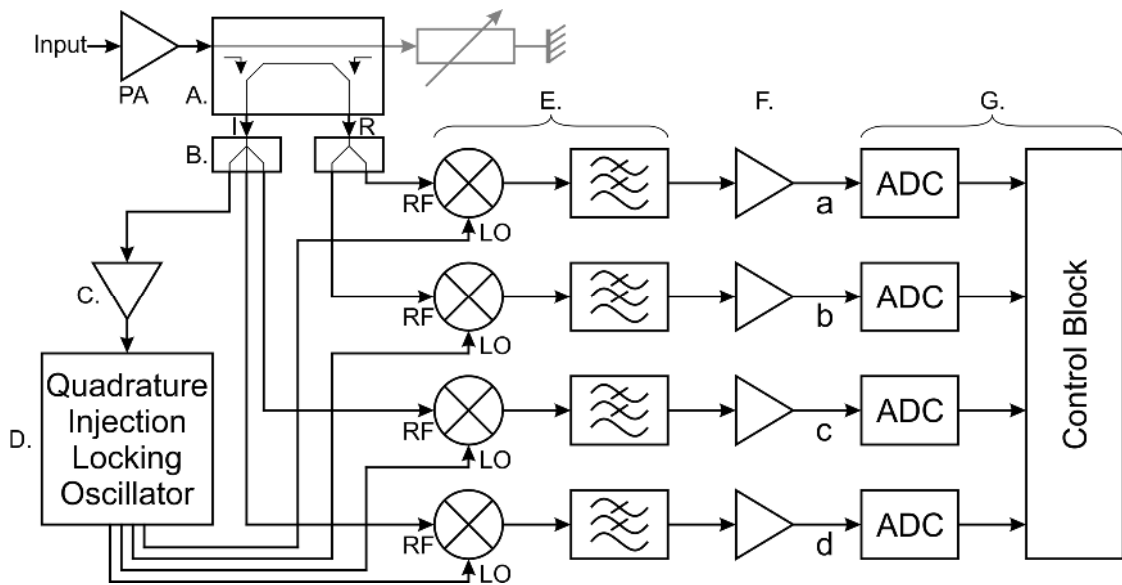 Input
PA
A.
I
R
B.
E.
F.
G.
RF
LO
a
ADC
C.
RF
LO
b
ADC
Control Block
D.
Quadrature
Injection
Locking
Oscillator
RF
LO
c
ADC
RF
LO
d
ADC